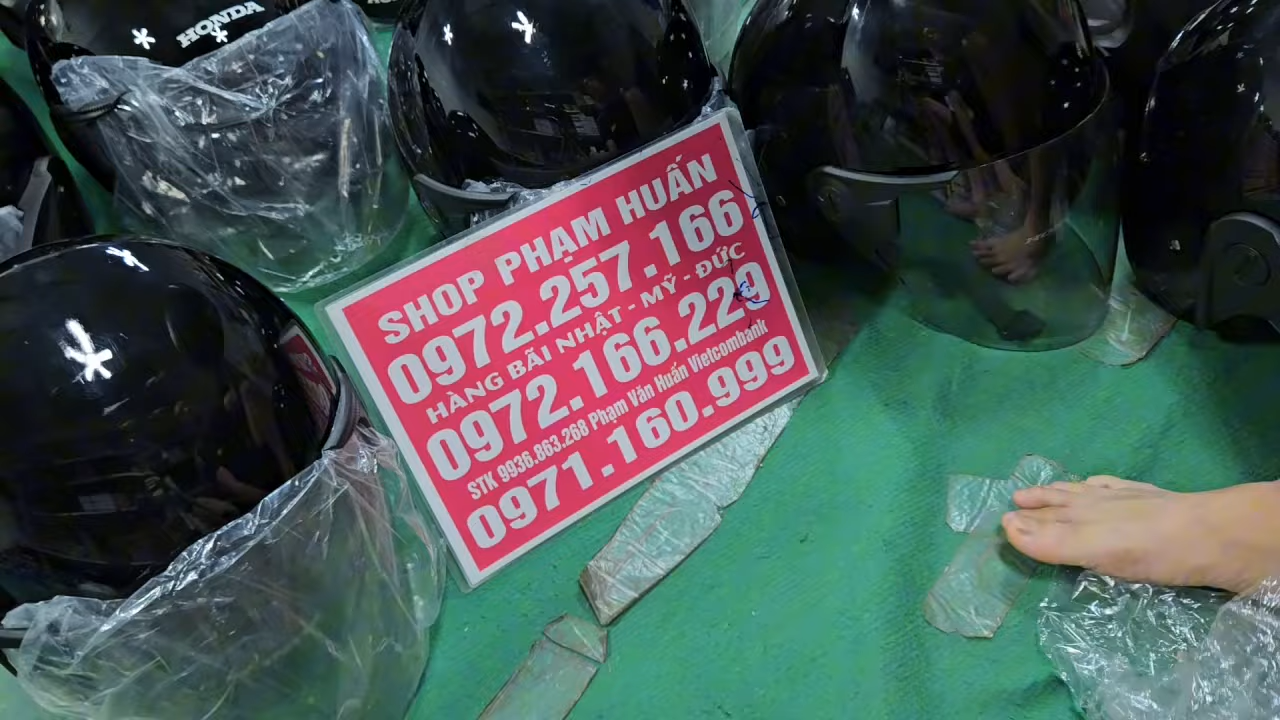 HONDA
SHOP PHẠM HUẤN
0972.257.166
HÀNG BÃI NHẬT - MỸ - ĐỨC
0972.166.229
STK 9936.863.268 Phạm Văn Huấn Vietcombank
0971.160.999